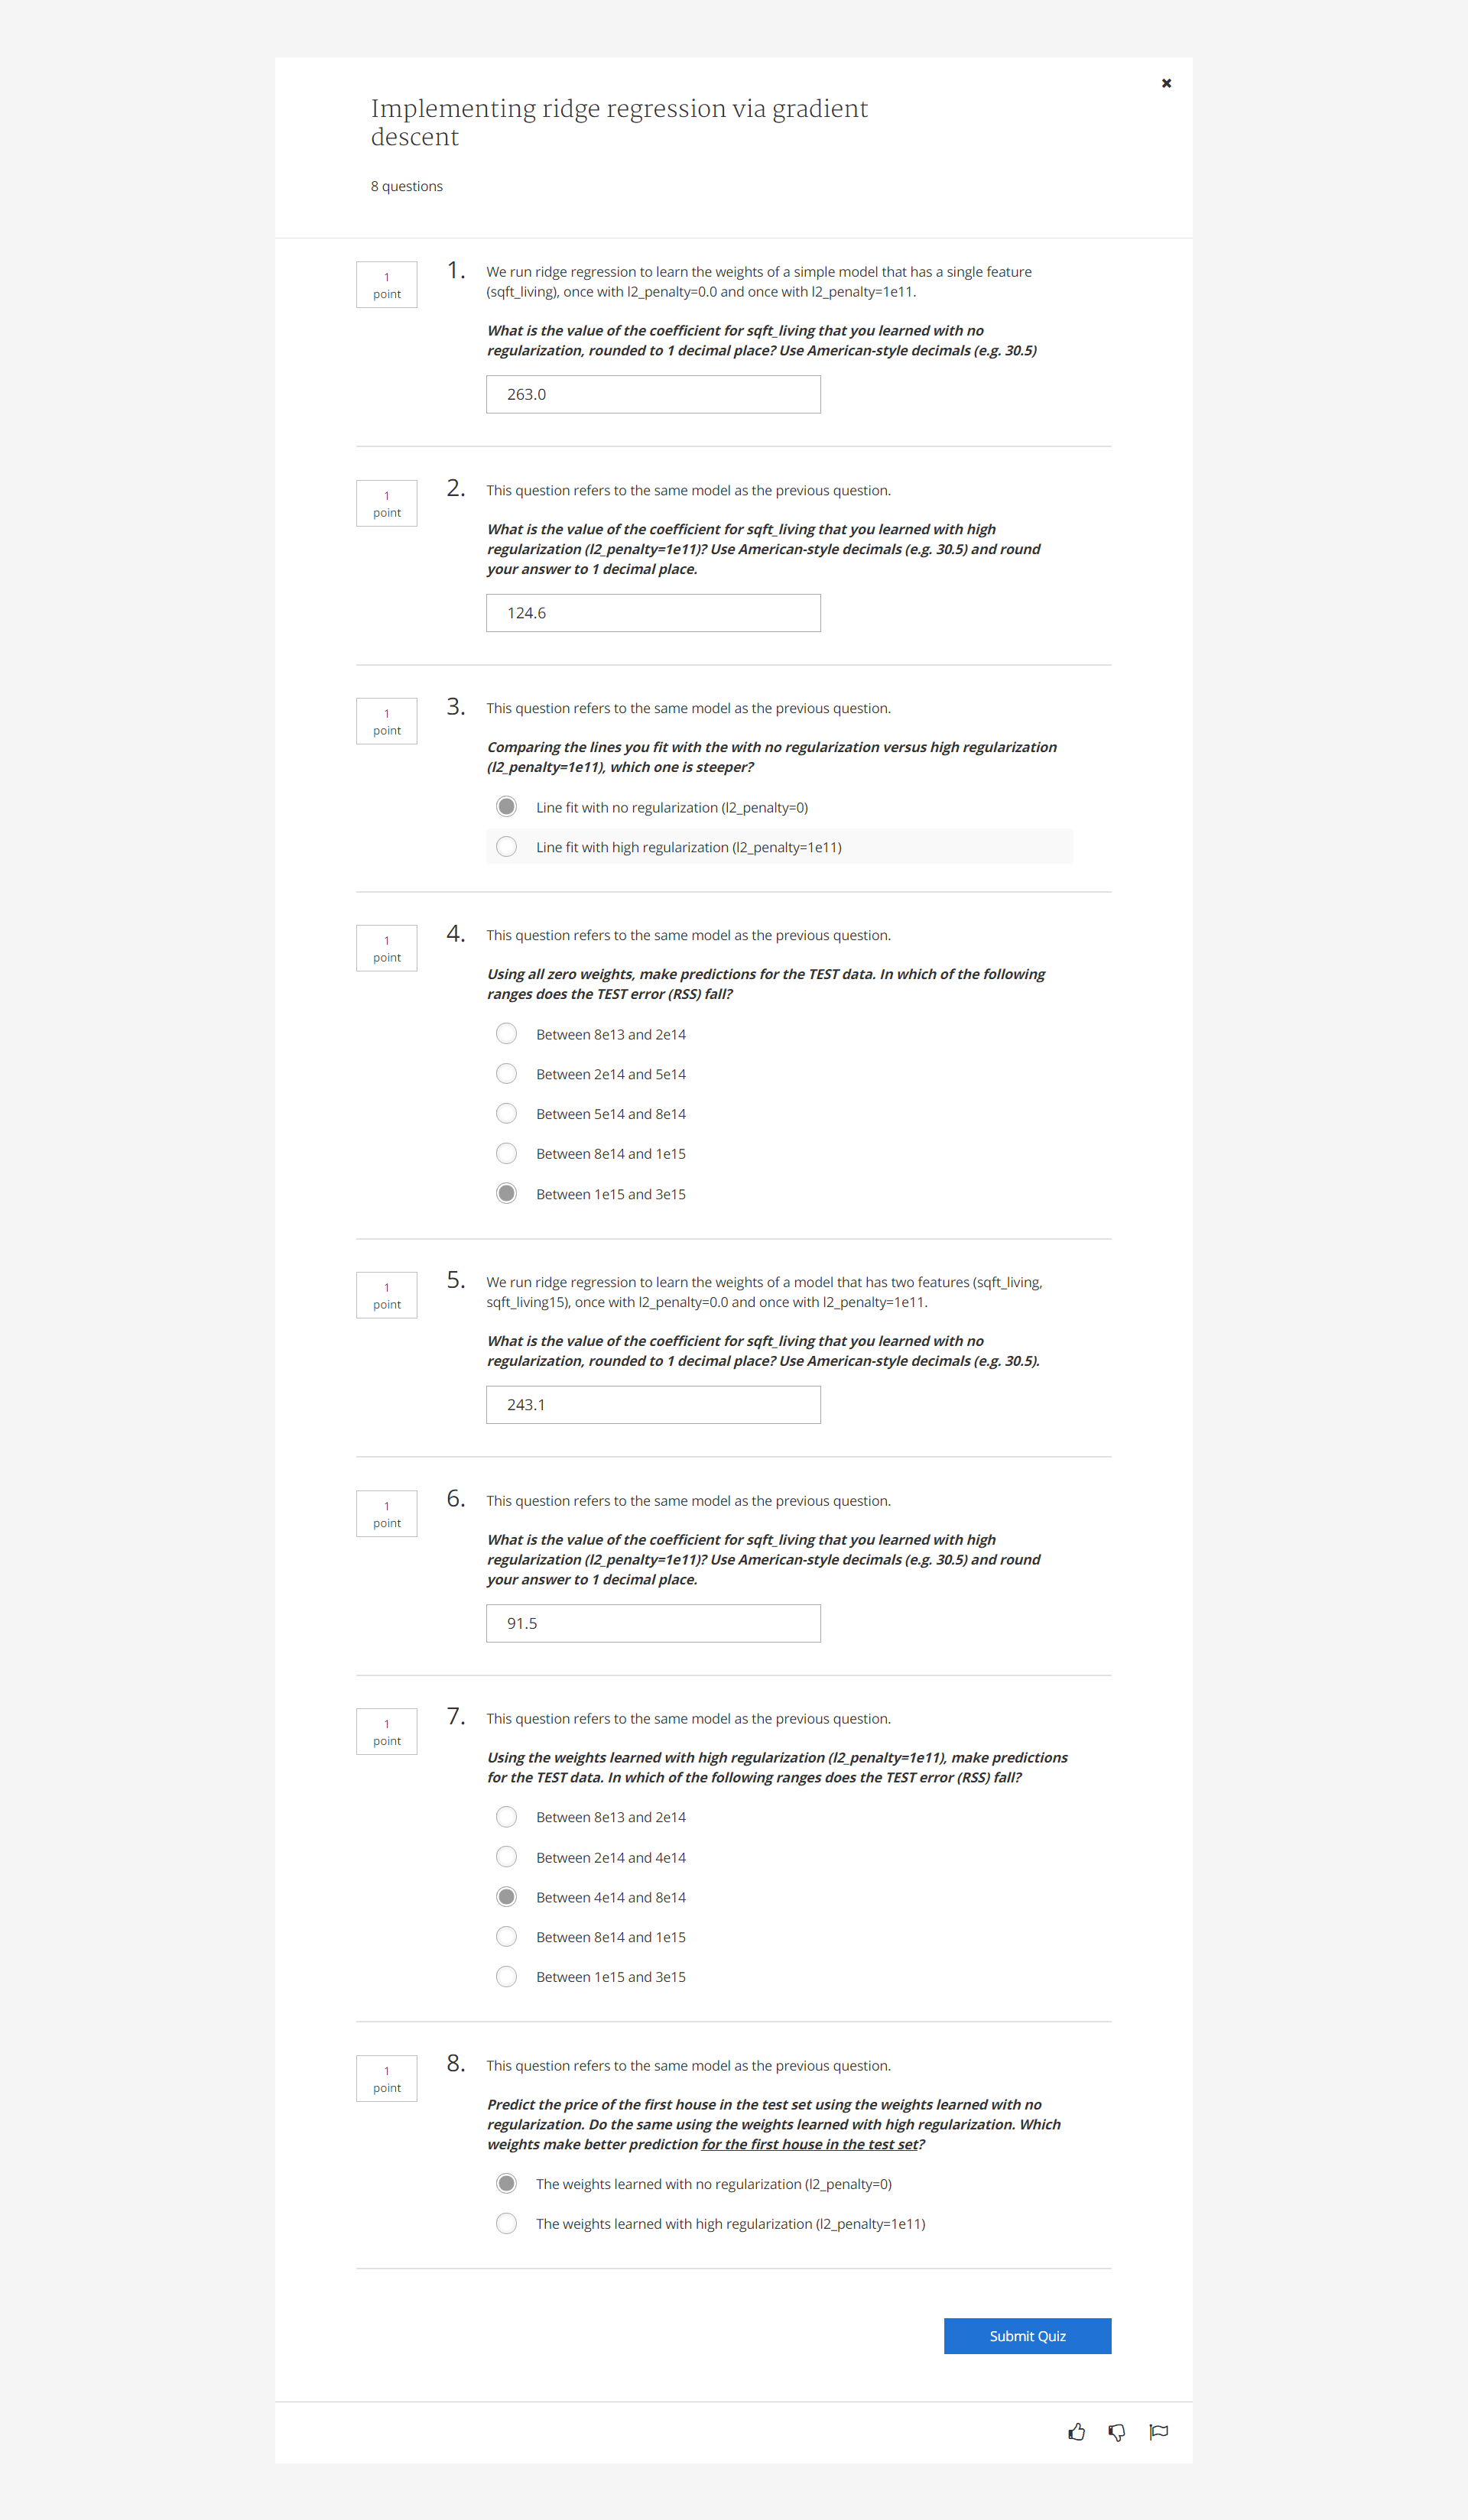 Implementing ridge regression via gradient
descent
8 questions
1
point
1.
We run ridge regression to learn the weights of a simple model that has a single feature
(sqft_living), once with l2_penalty=0.0 and once with l2_penalty=1e11.
What is the value of the coefficient for sqft_living that you learned with no
regularization, rounded to 1 decimal place? Use American-style decimals (e.g. 30.5)
263.0
1
point
2.
This question refers to the same model as the previous question.
What is the value of the coefficient for sqft_living that you learned with high
regularization (l2_penalty=1e11)? Use American-style decimals (e.g. 30.5) and round
your answer to 1 decimal place.
124.6
1
point
3.
This question refers to the same model as the previous question.
Comparing the lines you fit with the with no regularization versus high regularization
(l2_penalty=1e11), which one is steeper?
Line fit with no regularization (l2_penalty=0)
Line fit with high regularization (l2_penalty=1e11)
1
point
4.
This question refers to the same model as the previous question.
Using all zero weights, make predictions for the TEST data. In which of the following
ranges does the TEST error (RSS) fall?
Between 8e13 and 2e14
Between 2e14 and 5e14
Between 5e14 and 8e14
Between 8e14 and 1e15
Between 1e15 and 3e15
1
point
5.
We run ridge regression to learn the weights of a model that has two features (sqft_living,
sqft_living15), once with l2_penalty=0.0 and once with l2_penalty=1e11.
What is the value of the coefficient for sqft_living that you learned with no
regularization, rounded to 1 decimal place? Use American-style decimals (e.g. 30.5).
243.1
1
point
6.
This question refers to the same model as the previous question.
What is the value of the coefficient for sqft_living that you learned with high
regularization (l2_penalty=1e11)? Use American-style decimals (e.g. 30.5) and round
your answer to 1 decimal place.
91.5
1
point
7.
This question refers to the same model as the previous question.
Using the weights learned with high regularization (l2_penalty=1e11), make predictions
for the TEST data. In which of the following ranges does the TEST error (RSS) fall?
Between 8e13 and 2e14
Between 2e14 and 4e14
Between 4e14 and 8e14
Between 8e14 and 1e15
Between 1e15 and 3e15
1
point
8.
This question refers to the same model as the previous question.
Predict the price of the first house in the test set using the weights learned with no
regularization. Do the same using the weights learned with high regularization. Which
weights make better prediction for the first house in the test set?
The weights learned with no regularization (l2_penalty=0)
The weights learned with high regularization (l2_penalty=1e11)
Submit Quiz